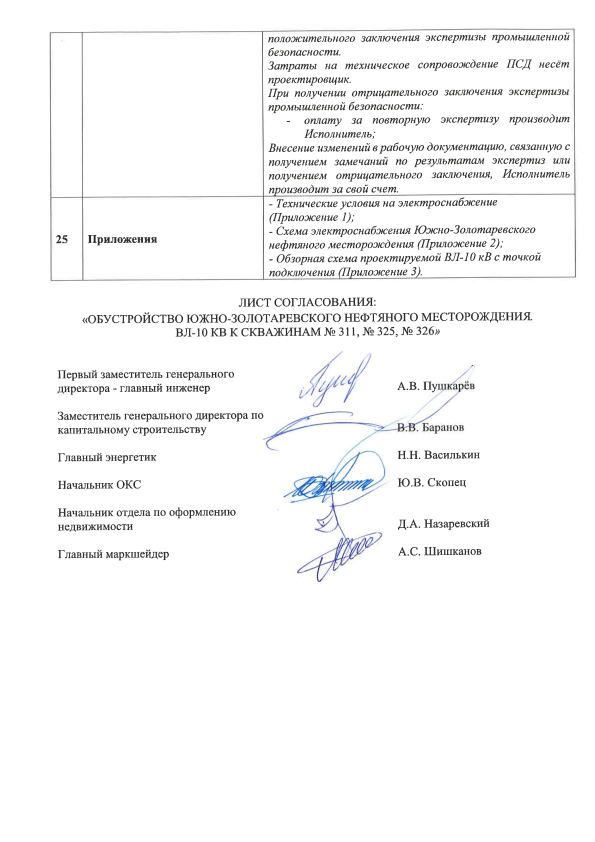 положительного заключения экспертизы промышленной
безопасности.
Затраты на техническое сопровождение ПСД несёт
проектировщик.
При получении отрицательного заключения экспертизы
промышленной безопасности:
- оплату за повторную экспертизу производит
Исполнитель;
Внесение изменений в рабочую документацию, связанную с
получением замечаний по результатам экспертиз или
получением отрицательного заключения, Исполнитель
производит за свой счет.
25 Приложения
- Технические условия на электроснабжение
(Приложение 1);
- Схема электроснабжения Южно-Золотаревского
нефтяного месторождения (Приложение 2);
- Обзорная схема проектируемой ВЛ-10 кВ с точкой
подключения (Приложение 3).
ЛИСТ СОГЛАСОВАНИЯ:
«ОБУСТРОЙСТВО ЮЖНО-ЗОЛОТАРЕВСКОГО НЕФТЯНОГО МЕСТОРОЖДЕНИЯ.
ВЛ-10 КВ К СКВАЖИНАМ № 311, № 325, № 326»
Первый заместитель генерального
директора - главный инженер А.В. Пушкарёв
Заместитель генерального директора по
капитальному строительству В.В. Баранов
Главный энергетик Н.Н. Василькин
Начальник ОКС Ю.В. Скопец
Начальник отдела по оформлению
недвижимости Д.А. Назаревский
Главный маркшейдер А.С. Шишканов